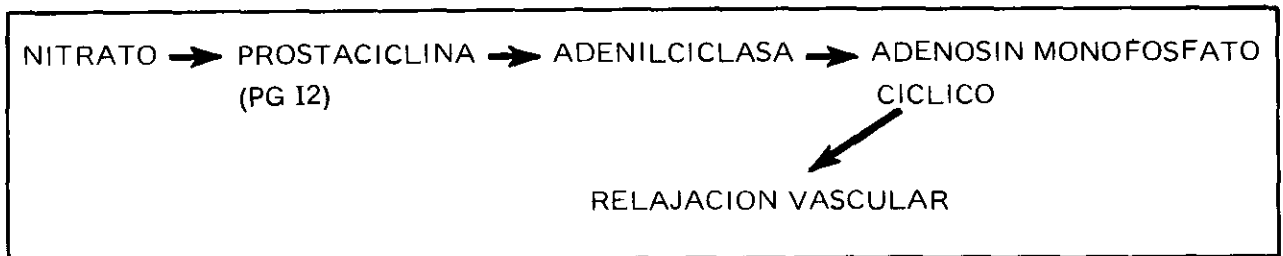 NITRATO → PROSTACICLINA → ADENILCICLASA → ADENOSIN MONOFOSFATO
(PG I2) CICLICO
RELAJACION VASCULAR